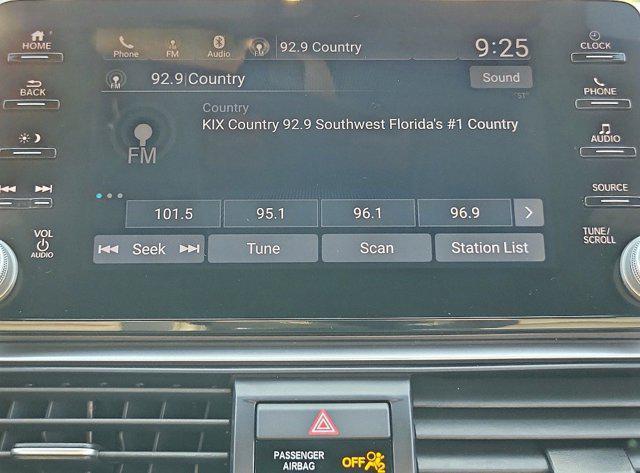 HOME
Phone
FM
Audio
92.9 Country
9:25
CLOCK
BACK
FM
92.9 Country
Sound
"ST"
PHONE
Country
KIX Country 92.9 Southwest Florida's #1 Country
FM
AUDIO
SOURCE
101.5
95.1
96.1
96.9
VOL
AUDIO
Seek
Tune
Scan
Station List
TUNE/
SCROLL
PASSENGER
AIRBAG
OFF
2